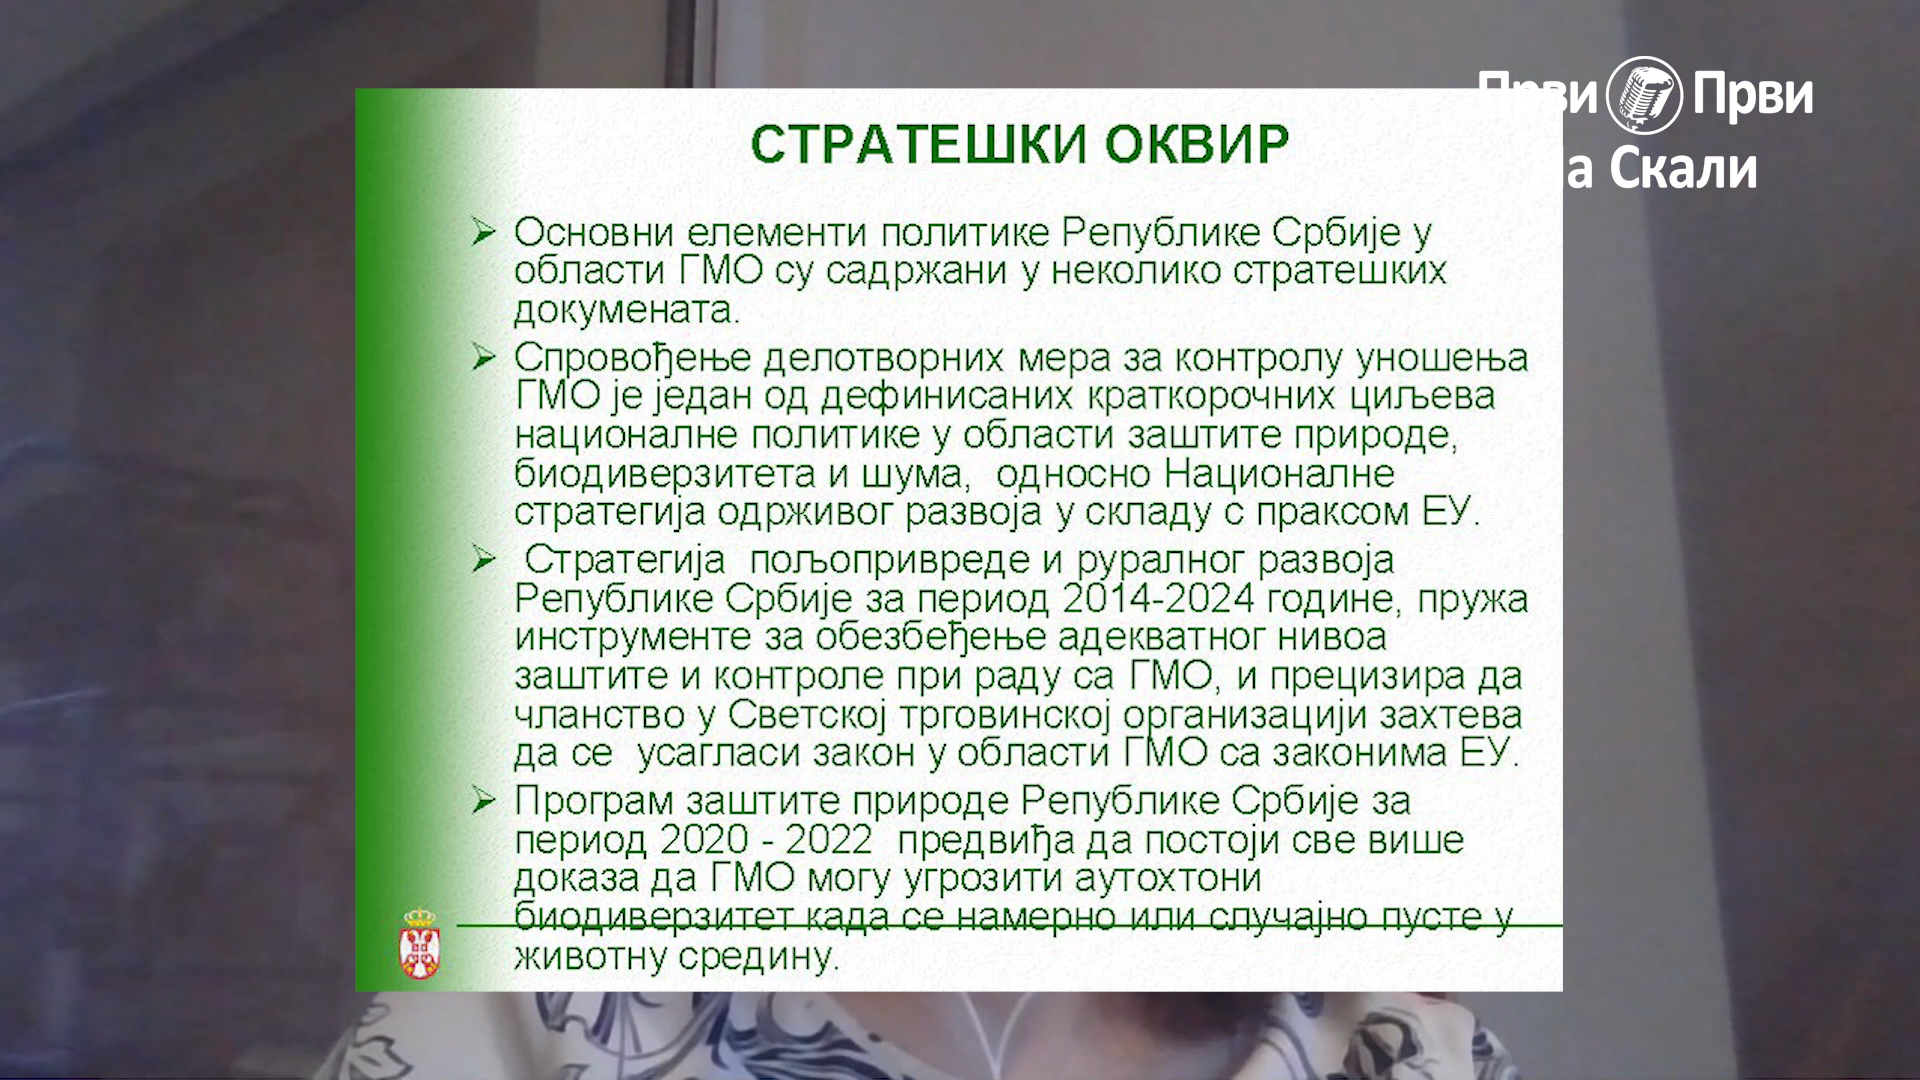 Први Први
На Скали
СТРАТЕШКИ ОКВИР
Основни елементи политике Републике Србије у
области ГМО су садржани у неколико стратешких
докумената.
Спровођење делотворних мера за контролу уношења
ГМО је један од дефинисаних краткорочних циљева
националне политике у области заштите природе,
биодиверзитета и шума, односно Националне
стратегија одрживог развоја у складу с праксом ЕУ.
Стратегија пољопривреде и руралног развоја
Републике Србије за период 2014-2024 године, пружа
инструменте за обезбеђење адекватног нивоа
заштите и контроле при раду са ГМО, и прецизира да
чланство у Светској трговинској организацији захтева
да се усагласи закон у области ГМО са законима ЕУ.
Програм заштите природе Републике Србије за
период 2020 - 2022 предвиђа да постоји све више
доказа да ГМО могу угрозити аутохтони
биодиверзитет када се намерно или случајно пусте у
животну средину.